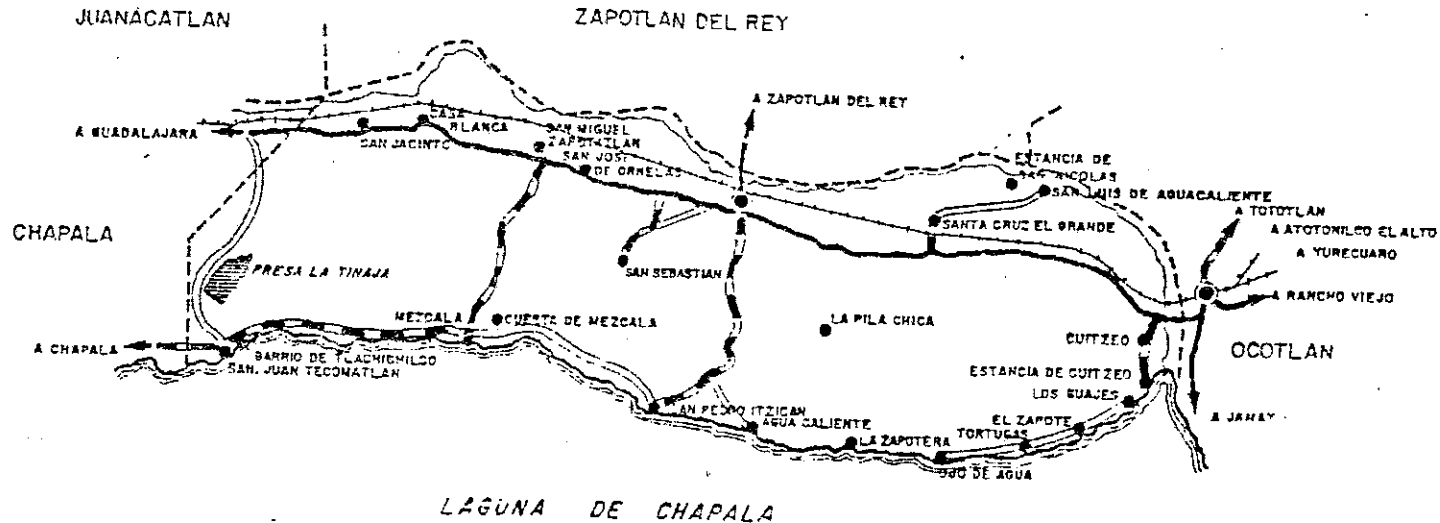 JUANACATLAN
ZAPOTLAN DEL REY
A ZAPOTLAN DEL REY
A GUADALAJARA
CASA
BLANCA
SAN JACINTO
SAN MIGUEL
ZAPOTITLAN
SAN JOSE
DE ORNELAS
ESTANCIA DE
SAN NICOLAS
SAN LUIS DE AGUACALIENTE
SANTA CRUZ EL GRANDE
A TOTOTLAN
A ATOTONILCO EL ALTO
A YURECUARO
CHAPALA
PRESA LA TINAJA
SAN SEBASTIAN
A RANCHO VIEJO
MEZCALA
CUESTA DE MEZCALA
LA PILA CHICA
CUITZEO
OCOTLAN
A CHAPALA
BARRIO DE TLACHICHILCO
SAN JUAN TECOMATLAN
ESTANCIA DE CUITZEO
LOS GUAJES
SAN PEDRO ITZICAN
AGUA CALIENTE
EL ZAPOTE
A JAMAY
LA ZAPOTERA
TORTUGAS
OJO DE AGUA
LAGUNA DE CHAPALA